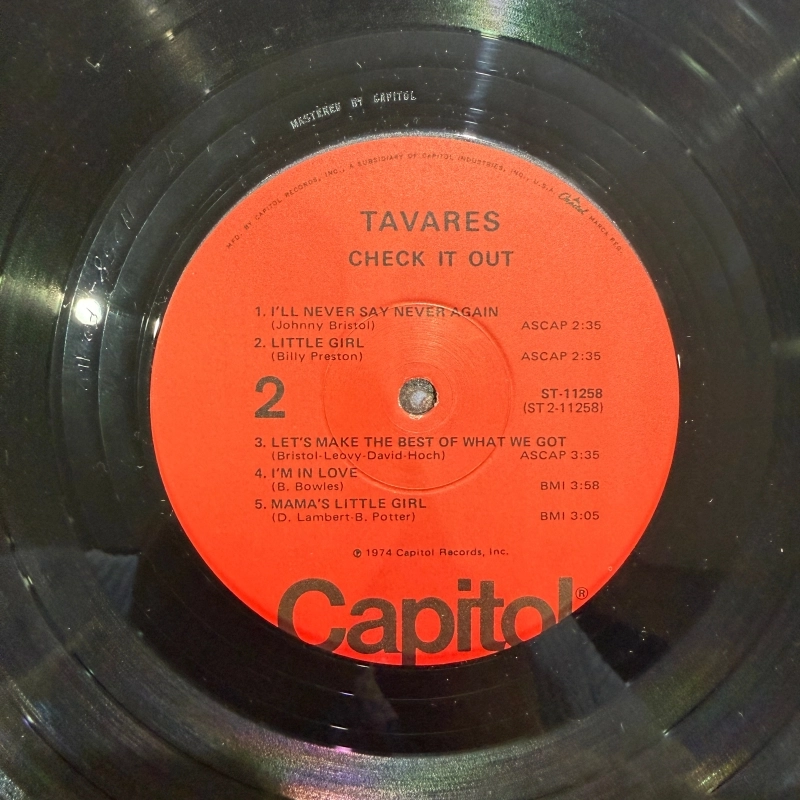 MASTERED BY CAPITOL
MFD. BY CAPITOL RECORDS, INC., A SUBSIDIARY OF CAPITOL INDUSTRIES, INC., U.S.A. Capitol MARCA REG.
TAVARES
CHECK IT OUT
1. I'LL NEVER SAY NEVER AGAIN
(Johnny Bristol) ASCAP 2:35
2. LITTLE GIRL
(Billy Preston) ASCAP 2:35
2 ST-11258
(ST2-11258)
3. LET'S MAKE THE BEST OF WHAT WE GOT
(Bristol-Leovy-David-Hoch) ASCAP 3:35
4. I'M IN LOVE
(B. Bowles) BMI 3:58
5. MAMA'S LITTLE GIRL
(D. Lambert-B. Potter) BMI 3:05
℗ 1974 Capitol Records, Inc.
Capitol®